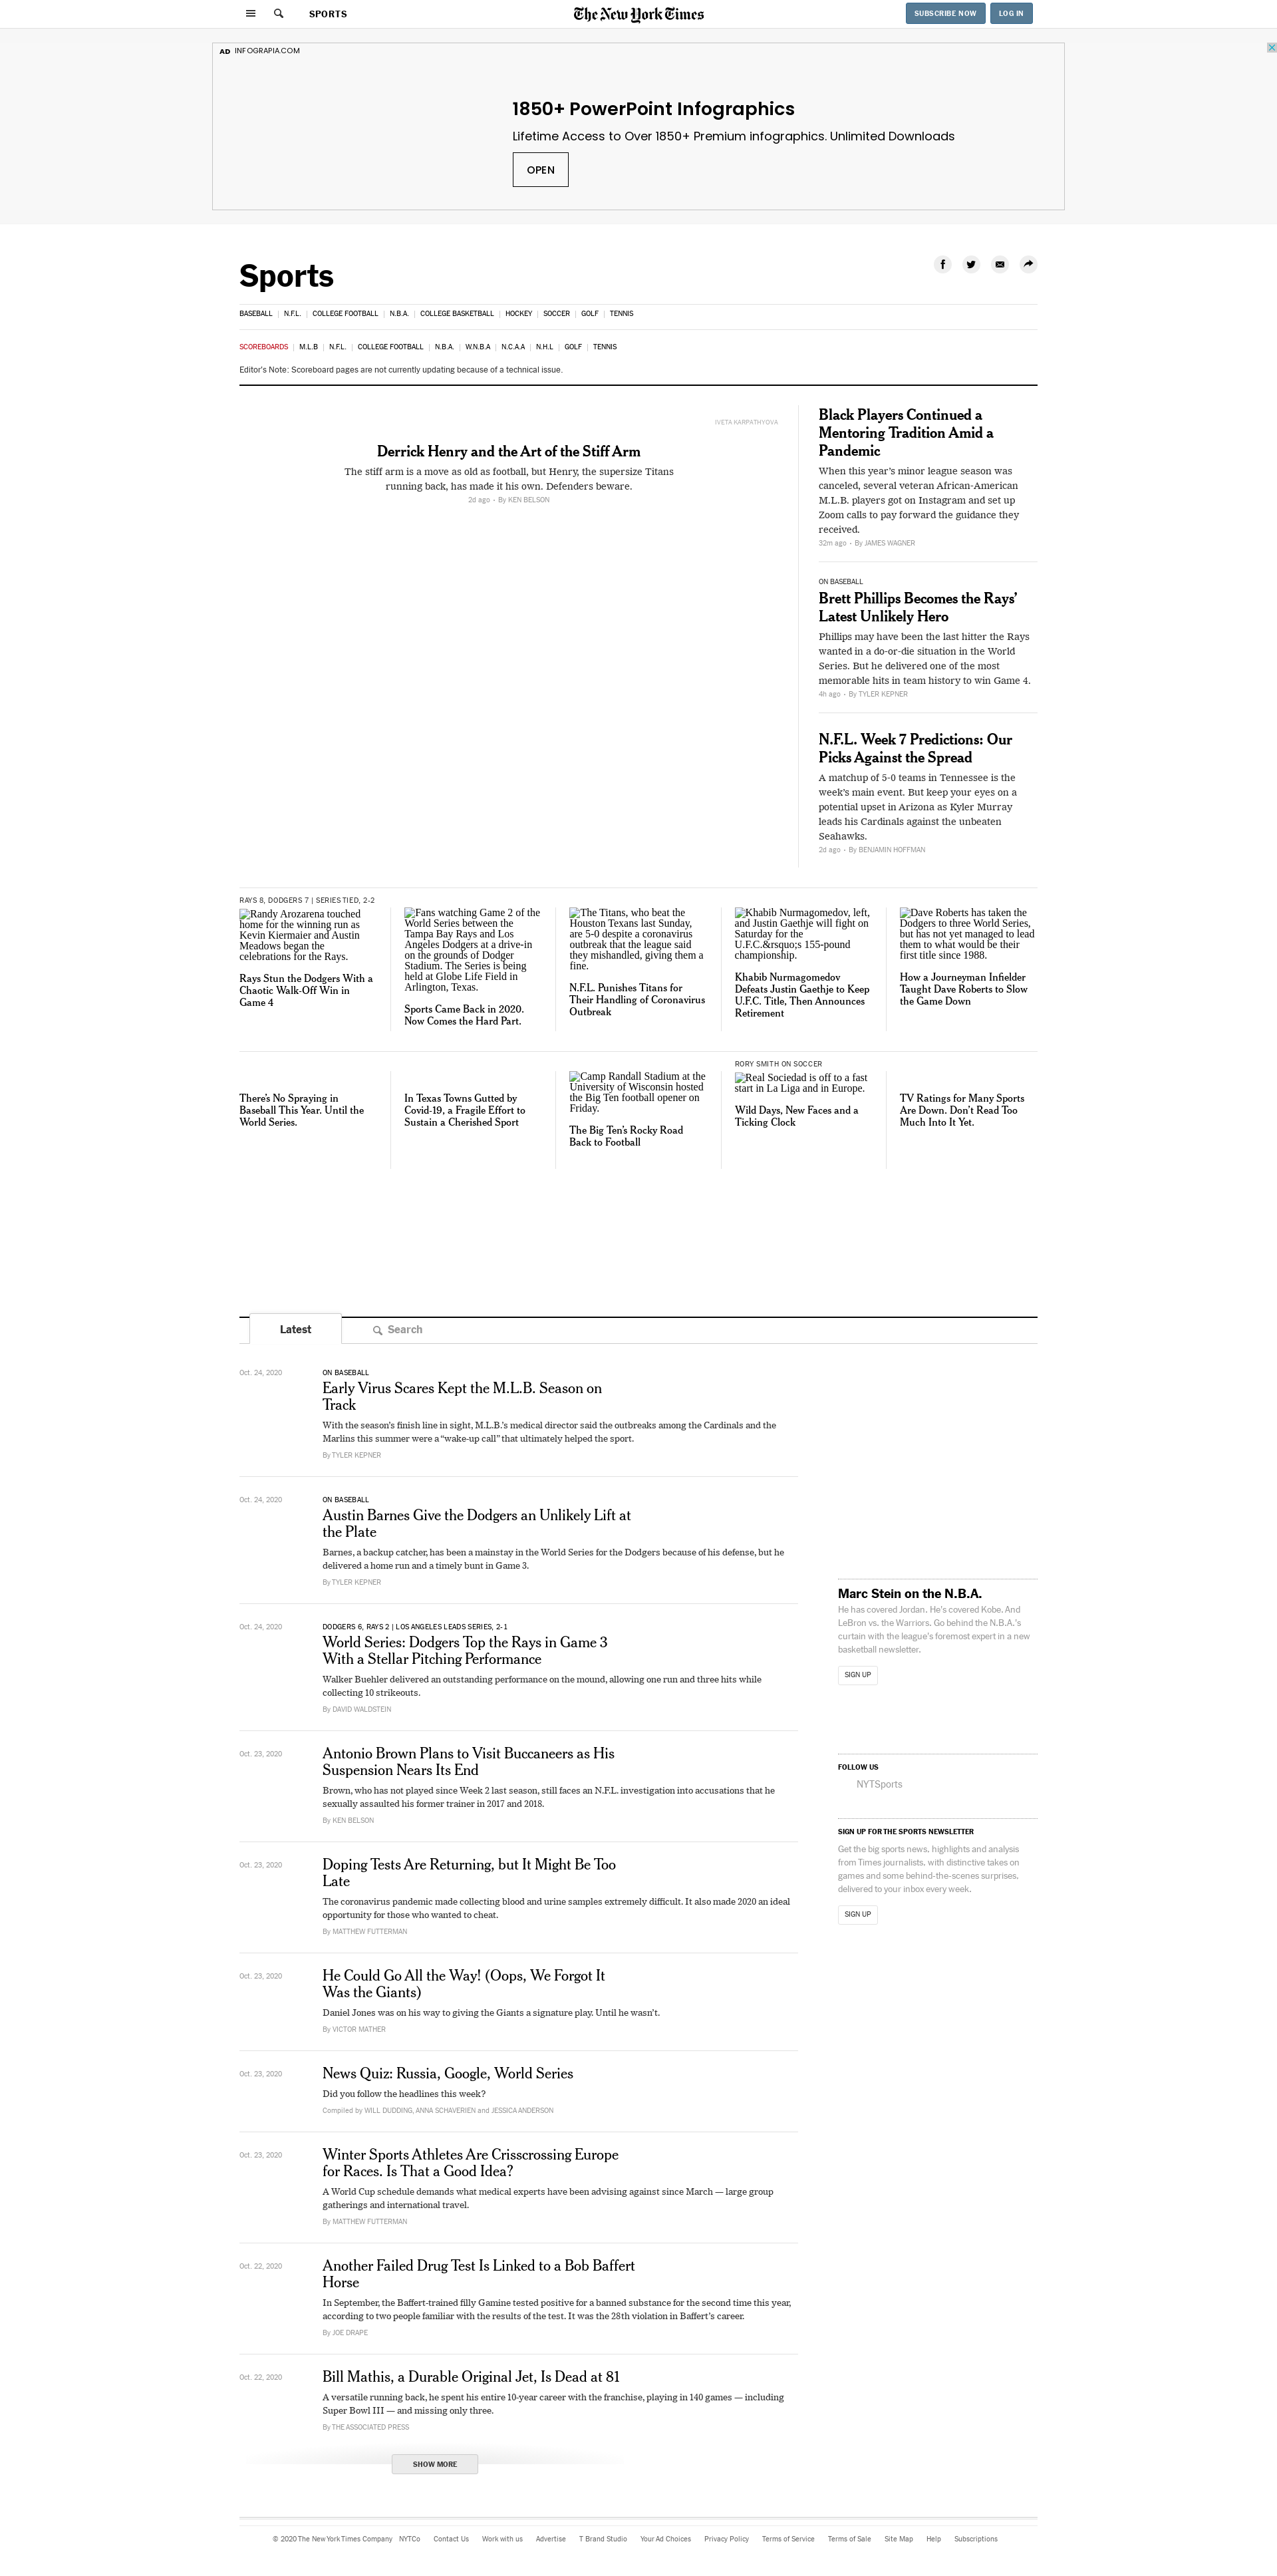 SPORTS
The New York Times
SUBSCRIBE NOW
LOG IN
AD INFOGRAPIA.COM
1850+ PowerPoint Infographics
Lifetime Access to Over 1850+ Premium infographics. Unlimited Downloads
OPEN
Sports
BASEBALL | N.F.L. | COLLEGE FOOTBALL | N.B.A. | COLLEGE BASKETBALL | HOCKEY | SOCCER | GOLF | TENNIS
SCOREBOARDS | M.L.B | N.F.L. | COLLEGE FOOTBALL | N.B.A. | W.N.B.A | N.C.A.A | N.H.L | GOLF | TENNIS
Editor's Note: Scoreboard pages are not currently updating because of a technical issue.
IVETA KARPATHYOVA
Derrick Henry and the Art of the Stiff Arm
The stiff arm is a move as old as football, but Henry, the supersize Titans
running back, has made it his own. Defenders beware.
2d ago • By KEN BELSON
Black Players Continued a
Mentoring Tradition Amid a
Pandemic
When this year's minor league season was
canceled, several veteran African-American
M.L.B. players got on Instagram and set up
Zoom calls to pay forward the guidance they
received.
32m ago • By JAMES WAGNER
ON BASEBALL
Brett Phillips Becomes the Rays'
Latest Unlikely Hero
Phillips may have been the last hitter the Rays
wanted in a do-or-die situation in the World
Series. But he delivered one of the most
memorable hits in team history to win Game 4.
4h ago • By TYLER KEPNER
N.F.L. Week 7 Predictions: Our
Picks Against the Spread
A matchup of 5-0 teams in Tennessee is the
week's main event. But keep your eyes on a
potential upset in Arizona as Kyler Murray
leads his Cardinals against the unbeaten
Seahawks.
2d ago • By BENJAMIN HOFFMAN
RAYS 8, DODGERS 7 | SERIES TIED, 2-2
Randy Arozarena touched
home for the winning run as
Kevin Kiermaier and Austin
Meadows began the
celebrations for the Rays.
Rays Stun the Dodgers With a
Chaotic Walk-Off Win in
Game 4
Fans watching Game 2 of the
World Series between the
Tampa Bay Rays and Los
Angeles Dodgers at a drive-in
on the grounds of Dodger
Stadium. The Series is being
held at Globe Life Field in
Arlington, Texas.
Sports Came Back in 2020.
Now Comes the Hard Part.
The Titans, who beat the
Houston Texans last Sunday,
are 5-0 despite a coronavirus
outbreak that the league said
they mishandled, giving them a
fine.
N.F.L. Punishes Titans for
Their Handling of Coronavirus
Outbreak
Khabib Nurmagomedov, left,
and Justin Gaethje will fight on
Saturday for the
U.F.C.&rsquo;s 155-pound
championship.
Khabib Nurmagomedov
Defeats Justin Gaethje to Keep
U.F.C. Title, Then Announces
Retirement
Dave Roberts has taken the
Dodgers to three World Series,
but has not yet managed to lead
them to what would be their
first title since 1988.
How a Journeyman Infielder
Taught Dave Roberts to Slow
the Game Down
There's No Spraying in
Baseball This Year. Until the
World Series.
In Texas Towns Gutted by
Covid-19, a Fragile Effort to
Sustain a Cherished Sport
Camp Randall Stadium at the
University of Wisconsin hosted
the Big Ten football opener on
Friday.
The Big Ten's Rocky Road
Back to Football
RORY SMITH ON SOCCER
Real Sociedad is off to a fast
start in La Liga and in Europe.
Wild Days, New Faces and a
Ticking Clock
TV Ratings for Many Sports
Are Down. Don't Read Too
Much Into It Yet.
Latest
Search
Oct. 24, 2020
ON BASEBALL
Early Virus Scares Kept the M.L.B. Season on
Track
With the season's finish line in sight, M.L.B.'s medical director said the outbreaks among the Cardinals and the
Marlins this summer were a “wake-up call” that ultimately helped the sport.
By TYLER KEPNER
Oct. 24, 2020
ON BASEBALL
Austin Barnes Give the Dodgers an Unlikely Lift at
the Plate
Barnes, a backup catcher, has been a mainstay in the World Series for the Dodgers because of his defense, but he
delivered a home run and a timely bunt in Game 3.
By TYLER KEPNER
Oct. 24, 2020
DODGERS 6, RAYS 2 | LOS ANGELES LEADS SERIES, 2-1
World Series: Dodgers Top the Rays in Game 3
With a Stellar Pitching Performance
Walker Buehler delivered an outstanding performance on the mound, allowing one run and three hits while
collecting 10 strikeouts.
By DAVID WALDSTEIN
Oct. 23, 2020
Antonio Brown Plans to Visit Buccaneers as His
Suspension Nears Its End
Brown, who has not played since Week 2 last season, still faces an N.F.L. investigation into accusations that he
sexually assaulted his former trainer in 2017 and 2018.
By KEN BELSON
Oct. 23, 2020
Doping Tests Are Returning, but It Might Be Too
Late
The coronavirus pandemic made collecting blood and urine samples extremely difficult. It also made 2020 an ideal
opportunity for those who wanted to cheat.
By MATTHEW FUTTERMAN
Oct. 23, 2020
He Could Go All the Way! (Oops, We Forgot It
Was the Giants)
Daniel Jones was on his way to giving the Giants a signature play. Until he wasn't.
By VICTOR MATHER
Oct. 23, 2020
News Quiz: Russia, Google, World Series
Did you follow the headlines this week?
Compiled by WILL DUDDING, ANNA SCHAVERIEN and JESSICA ANDERSON
Oct. 23, 2020
Winter Sports Athletes Are Crisscrossing Europe
for Races. Is That a Good Idea?
A World Cup schedule demands what medical experts have been advising against since March — large group
gatherings and international travel.
By MATTHEW FUTTERMAN
Oct. 22, 2020
Another Failed Drug Test Is Linked to a Bob Baffert
Horse
In September, the Baffert-trained filly Gamine tested positive for a banned substance for the second time this year,
according to two people familiar with the results of the test. It was the 28th violation in Baffert's career.
By JOE DRAPE
Oct. 22, 2020
Bill Mathis, a Durable Original Jet, Is Dead at 81
A versatile running back, he spent his entire 10-year career with the franchise, playing in 140 games — including
Super Bowl III — and missing only three.
By THE ASSOCIATED PRESS
SHOW MORE
Marc Stein on the N.B.A.
He has covered Jordan. He's covered Kobe. And
LeBron vs. the Warriors. Go behind the N.B.A.'s
curtain with the league's foremost expert in a new
basketball newsletter.
SIGN UP
FOLLOW US
NYTSports
SIGN UP FOR THE SPORTS NEWSLETTER
Get the big sports news, highlights and analysis
from Times journalists, with distinctive takes on
games and some behind-the-scenes surprises,
delivered to your inbox every week.
SIGN UP
© 2020 The New York Times Company NYTCo Contact Us Work with us Advertise T Brand Studio Your Ad Choices Privacy Policy Terms of Service Terms of Sale Site Map Help Subscriptions